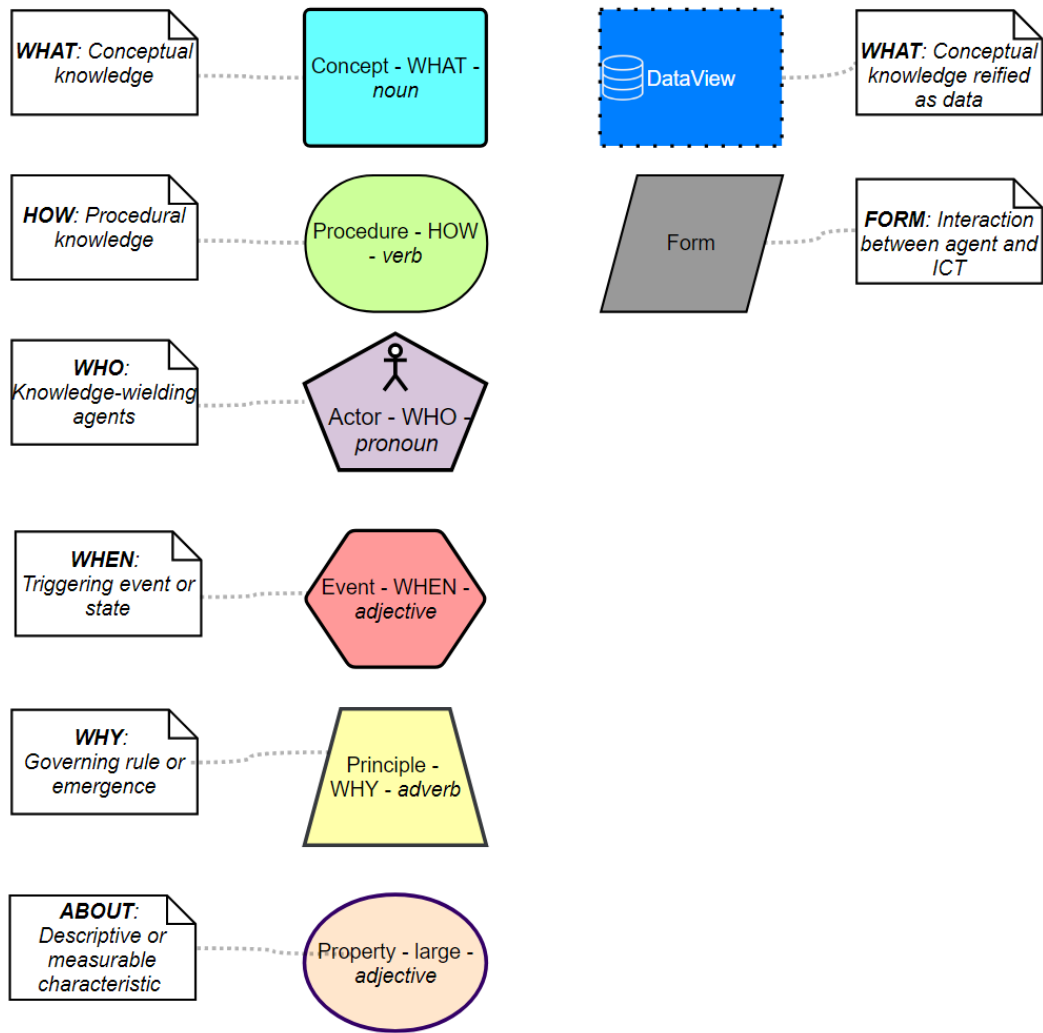 WHAT: Conceptual
knowledge
Concept - WHAT -
noun
DataView
WHAT: Conceptual
knowledge reified
as data
HOW: Procedural
knowledge
Procedure - HOW
- verb
Form
FORM: Interaction
between agent and
ICT
WHO:
Knowledge-wielding
agents
Actor - WHO -
pronoun
WHEN:
Triggering event or
state
Event - WHEN -
adjective
WHY:
Governing rule or
emergence
Principle -
WHY - adverb
ABOUT:
Descriptive or
measurable
characteristic
Property - large -
adjective